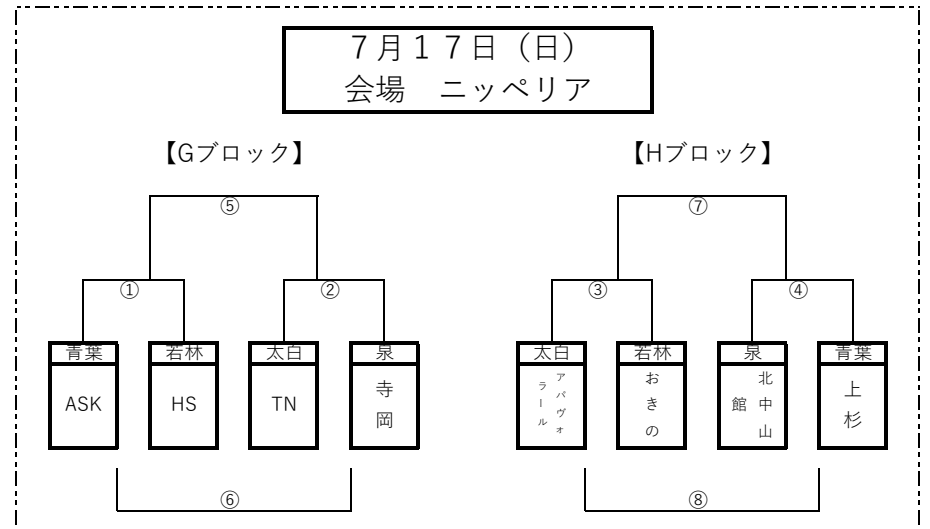 ７月１７日（日）
会場　ニッペリア
【Gブロック】
【Hブロック】
⑤
⑦
①
②
③
④
青葉
若林
太白
泉
太白
若林
泉
青葉
ASK
HS
TN
寺岡
アパヴォ
ラール
おきの
北中山
館
上杉
⑥
⑧